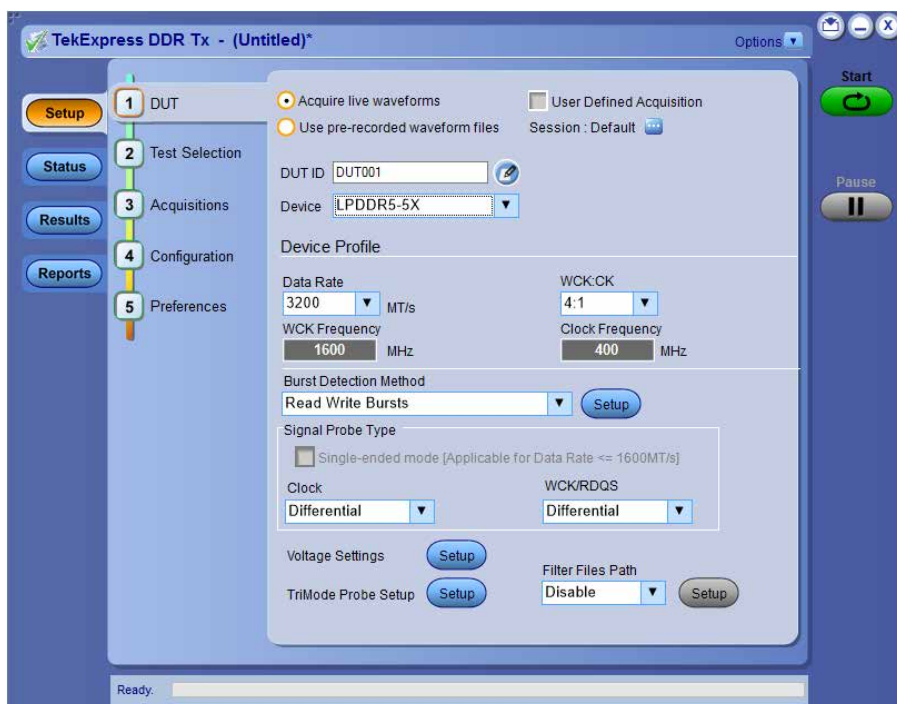 TekExpress DDR Tx - (Untitled)*
Options
Start
Pause
Setup
Status
Results
Reports
1 DUT
2 Test Selection
3 Acquisitions
4 Configuration
5 Preferences
Acquire live waveforms
User Defined Acquisition
Use pre-recorded waveform files
Session : Default
DUT ID DUT001
Device LPDDR5-5X
Device Profile
Data Rate
WCK:CK
3200 MT/s
4:1
WCK Frequency
Clock Frequency
1600 MHz
400 MHz
Burst Detection Method
Read Write Bursts
Setup
Signal Probe Type
Single-ended mode [Applicable for Data Rate <= 1600MT/s]
Clock
WCK/RDQS
Differential
Differential
Voltage Settings Setup
Filter Files Path
TriMode Probe Setup Setup
Disable
Setup
Ready.